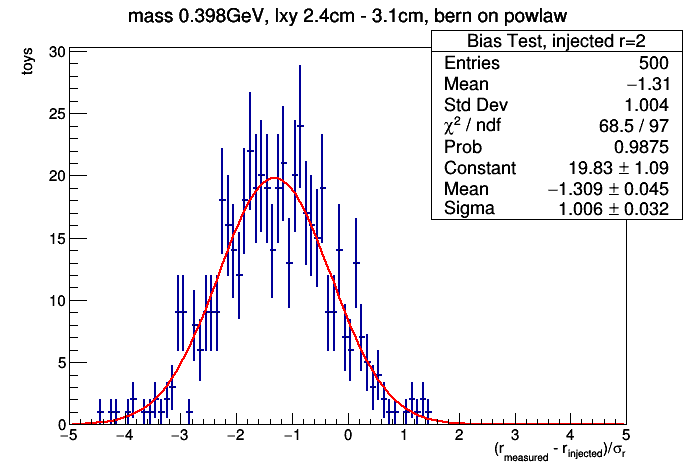 mass 0.398GeV, lxy 2.4cm - 3.1cm, bern on powlaw
Bias Test, injected r=2
Entries 500
Mean −1.31
Std Dev 1.004
χ² / ndf 68.5 / 97
Prob 0.9875
Constant 19.83 ± 1.09
Mean −1.309 ± 0.045
Sigma 1.006 ± 0.032
toys
30
25
20
15
10
5
0
−5 −4 −3 −2 −1 0 1 2 3 4 5
(r_measured - r_injected)/σ_r